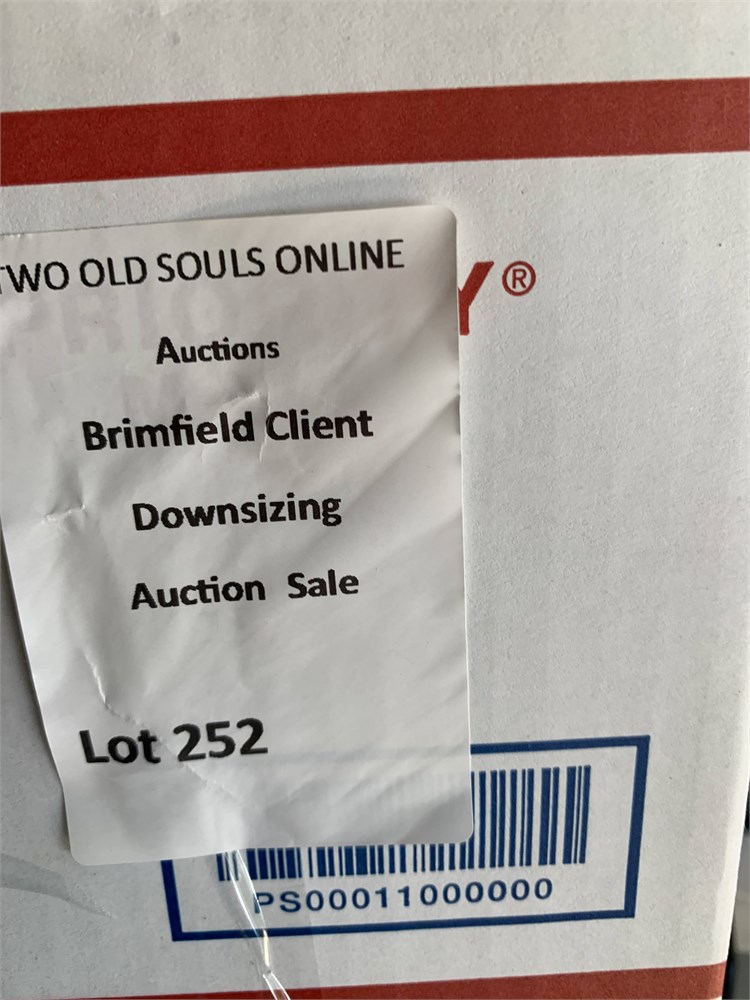 TWO OLD SOULS ONLINE
Y®
Auctions
Brimfield Client
Downsizing
Auction Sale
Lot 252
PS00011000000